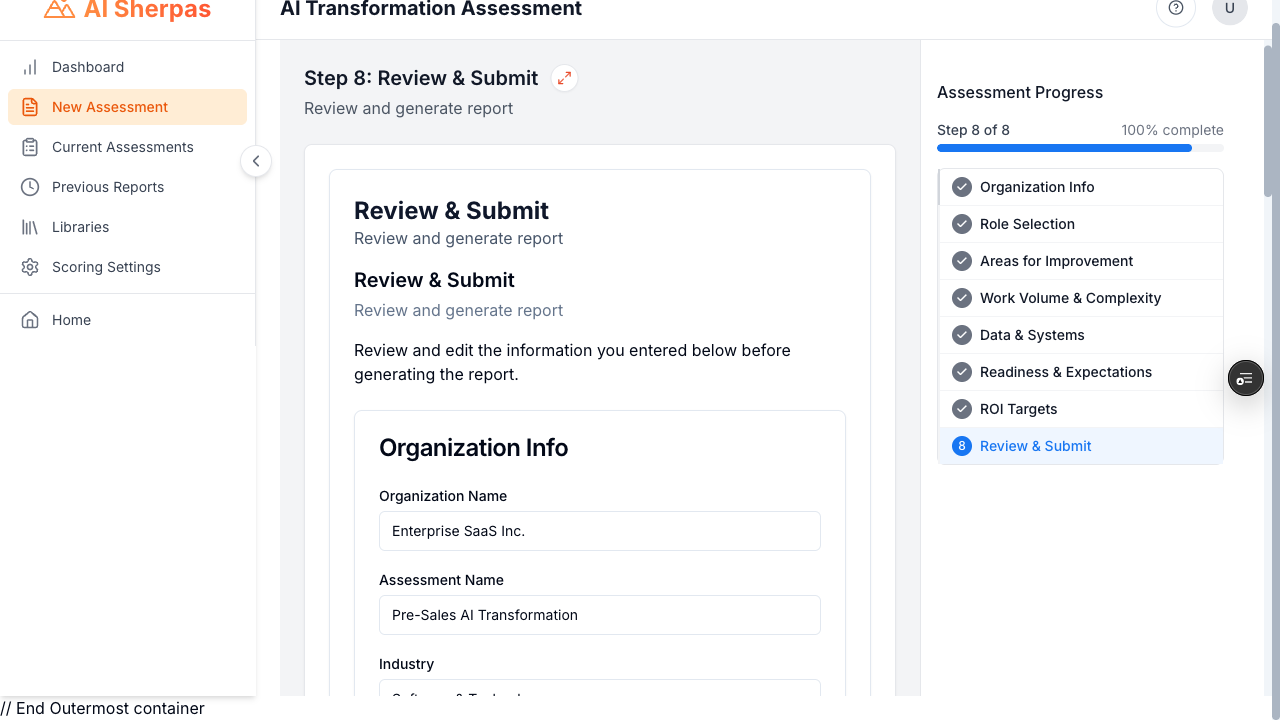 AI Sherpas
AI Transformation Assessment
U
Dashboard
New Assessment
Current Assessments
Previous Reports
Libraries
Scoring Settings
Home
Step 8: Review & Submit
Review and generate report
Review & Submit
Review and generate report
Review & Submit
Review and generate report
Review and edit the information you entered below before
generating the report.
Organization Info
Organization Name
Enterprise SaaS Inc.
Assessment Name
Pre-Sales AI Transformation
Industry
Assessment Progress
Step 8 of 8
100% complete
Organization Info
Role Selection
Areas for Improvement
Work Volume & Complexity
Data & Systems
Readiness & Expectations
ROI Targets
8 Review & Submit
// End Outermost container